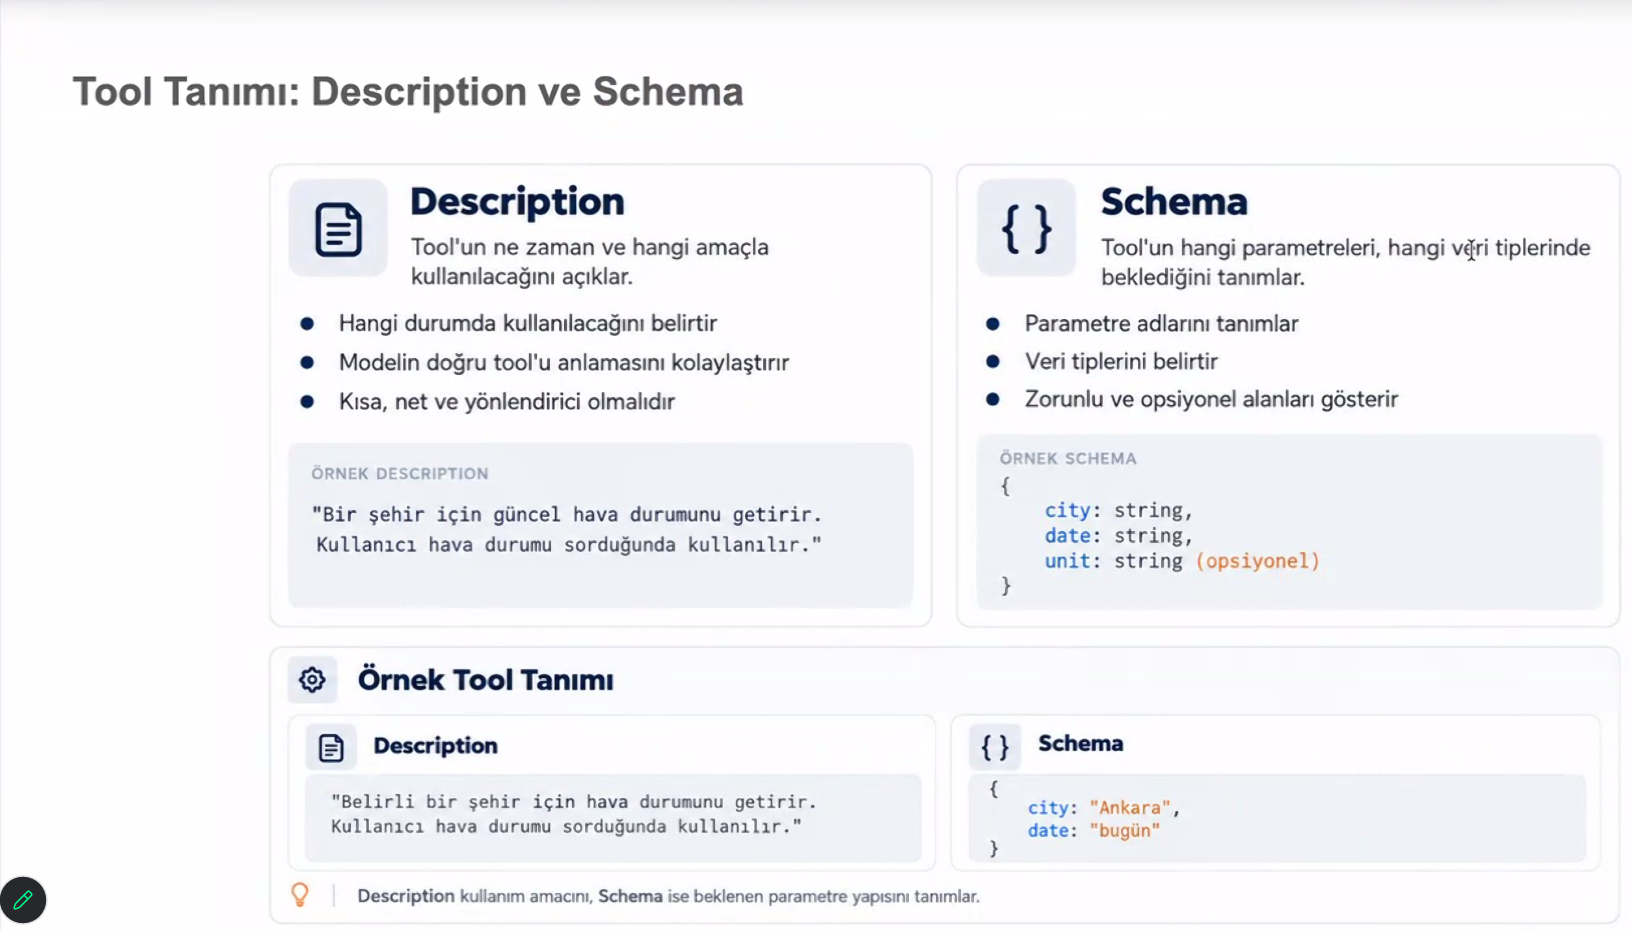 Tool Tanımı: Description ve Schema
Description
Tool'un ne zaman ve hangi amaçla
kullanılacağını açıklar.
Hangi durumda kullanılacağını belirtir
Modelin doğru tool'u anlamasını kolaylaştırır
Kısa, net ve yönlendirici olmalıdır
ÖRNEK DESCRIPTION
"Bir şehir için güncel hava durumunu getirir.
Kullanıcı hava durumu sorduğunda kullanılır."
{ }
Schema
Tool'un hangi parametreleri, hangi veri tiplerinde
beklediğini tanımlar.
Parametre adlarını tanımlar
Veri tiplerini belirtir
Zorunlu ve opsiyonel alanları gösterir
ÖRNEK SCHEMA
{
city: string,
date: string,
unit: string (opsiyonel)
}
Örnek Tool Tanımı
Description
"Belirli bir şehir için hava durumunu getirir.
Kullanıcı hava durumu sorduğunda kullanılır."
{ }
Schema
{
city: "Ankara",
date: "bugün"
}
Description kullanım amacını, Schema ise beklenen parametre yapısını tanımlar.